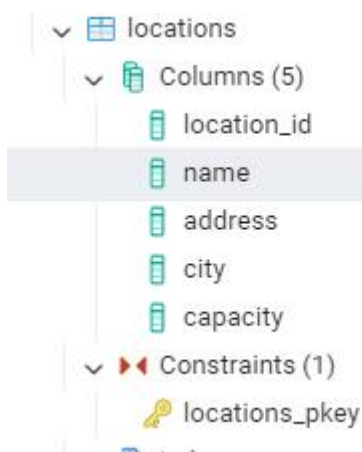 locations
Columns (5)
location_id
name
address
city
capacity
Constraints (1)
locations_pkey